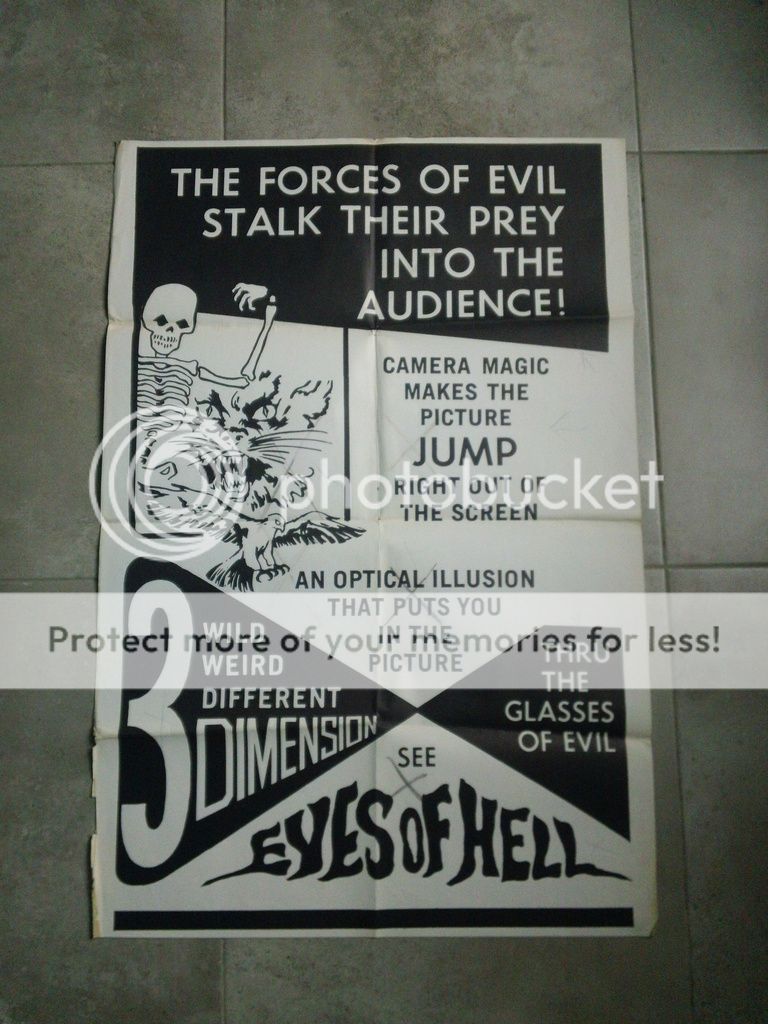 THE FORCES OF EVIL
STALK THEIR PREY
INTO THE
AUDIENCE!
CAMERA MAGIC
MAKES THE
PICTURE
JUMP
RIGHT OUT OF
THE SCREEN
photobucket
AN OPTICAL ILLUSION
THAT PUTS YOU
IN THE
PICTURE
Protect more of your memories for less!
3
WILD
WEIRD
DIFFERENT
DIMENSION
THRU
THE
GLASSES
OF EVIL
SEE
EYES OF HELL